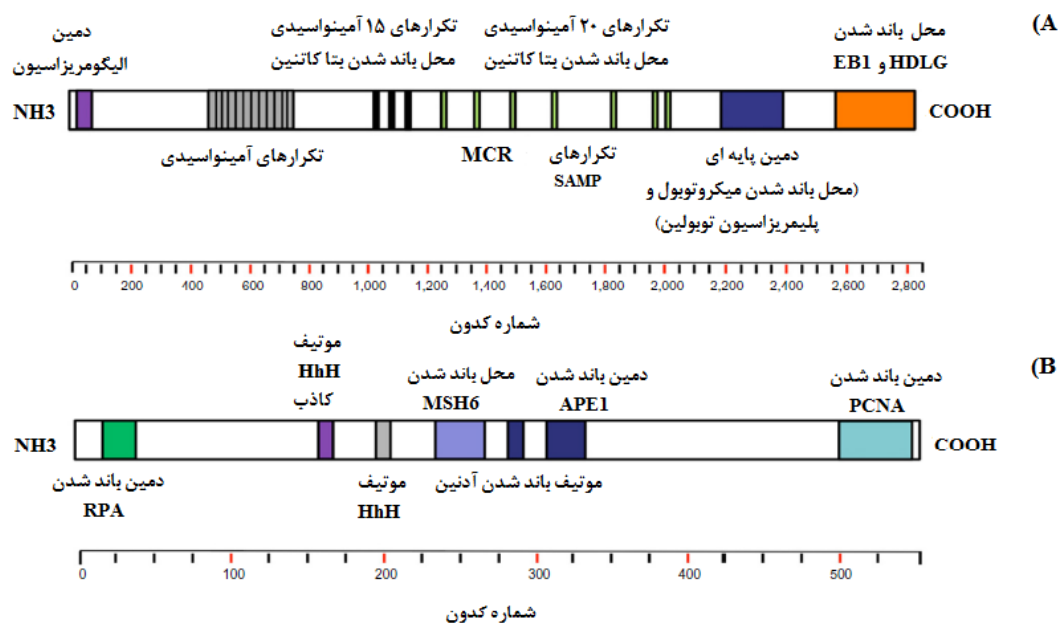 (A
دمین
الیگومریزاسیون
تکرارهای ۱۵ آمینواسیدی
محل باند شدن بتا کاتنین
تکرارهای ۲۰ آمینواسیدی
محل باند شدن بتا کاتنین
محل باند شدن
HDLG و EB1
NH3
COOH
تکرارهای آمینواسیدی
MCR
تکرارهای
SAMP
دمین پایه ای
(محل باند شدن میکروتوبول و
پلیمریزاسیون توبولین)
0 200 400 600 800 1,000 1,200 1,400 1,600 1,800 2,000 2,200 2,400 2,600 2,800
شماره کدون
(B
موتیف
HhH
کاذب
محل باند شدن
MSH6
دمین باند شدن
APE1
دمین باند شدن
PCNA
NH3
COOH
دمین باند شدن
RPA
موتیف
HhH
موتیف باند شدن آدنین
0 100 200 300 400 500
شماره کدون